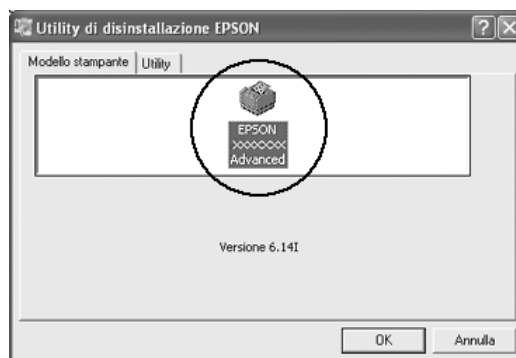 Utility di disinstallazione EPSON
Modello stampante
Utility
EPSON
XXXXXXX
Advanced
Versione 6.14I
OK
Annulla